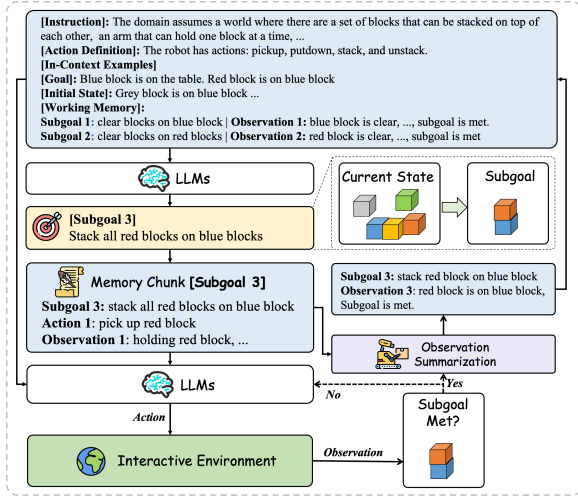 [Instruction]: The domain assumes a world where there are a set of blocks that can be stacked on top of
each other,  an arm that can hold one block at a time, ...
[Action Definition]: The robot has actions: pickup, putdown, stack, and unstack.
[In-Context Examples]
[Goal]: Blue block is on the table. Red block is on blue block
[Initial State]: Grey block is on blue block ...
[Working Memory]:
Subgoal 1: clear blocks on blue block | Observation 1: blue block is clear, ..., subgoal is met.
Subgoal 2: clear blocks on red blocks | Observation 2: red block is clear, ..., subgoal is met
LLMs
Current State
Subgoal
[Subgoal 3]
Stack all red blocks on blue blocks
Memory Chunk [Subgoal 3]
Subgoal 3: stack all red blocks on blue block
Action 1: pick up red block
Observation 1: holding red block, ...
Subgoal 3: stack red block on blue block
Observation 3: red block is on blue block,
Subgoal is met.
Observation
Summarization
LLMs
No
Yes
Action
Subgoal
Met?
Interactive Environment
Observation